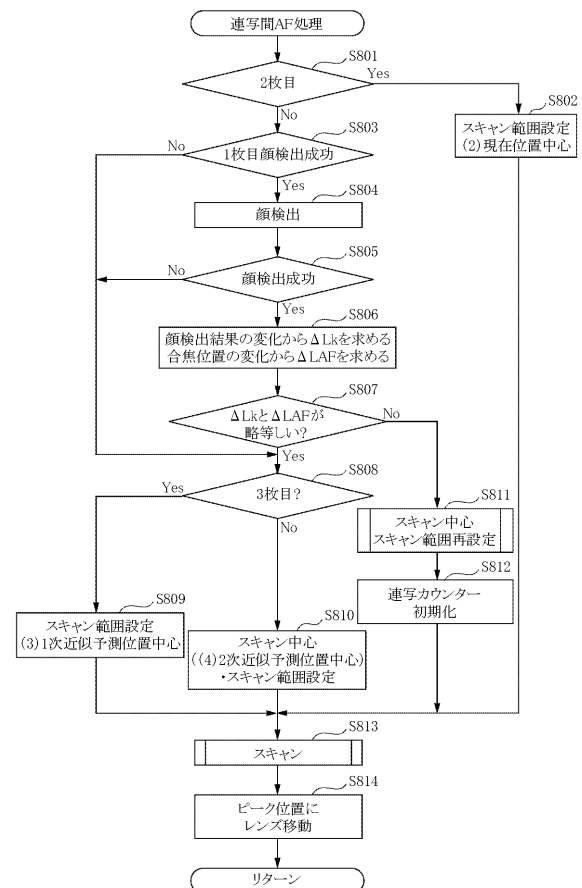 連写間AF処理
S801
2枚目
Yes
No
S802
スキャン範囲設定
(2)現在位置中心
S803
1枚目顔検出成功
No
Yes
S804
顔検出
S805
顔検出成功
No
Yes
S806
顔検出結果の変化からΔLkを求める
合焦位置の変化からΔLAFを求める
S807
ΔLkとΔLAFが
略等しい?
No
Yes
S808
3枚目?
Yes
No
S811
スキャン中心
スキャン範囲再設定
S812
連写カウンター
初期化
S809
スキャン範囲設定
(3)1次近似予測位置中心
S810
スキャン中心
((4)2次近似予測位置中心)
・スキャン範囲設定
S813
スキャン
S814
ピーク位置に
レンズ移動
リターン